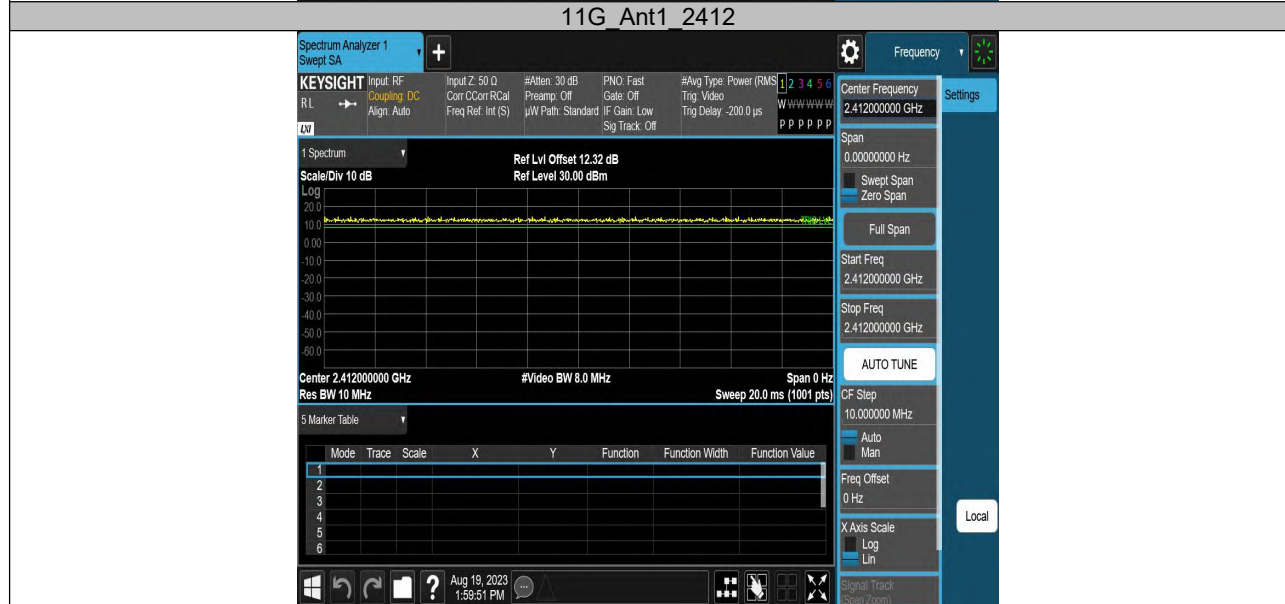 11G_Ant1_2412
Spectrum Analyzer 1
Swept SA
+
Frequency
KEYSIGHT
RL
LXI
Input: RF
Coupling: DC
Align: Auto
Input Z: 50 Ω
Corr CCorr RCal
Freq Ref: Int (S)
#Atten: 30 dB
Preamp: Off
µW Path: Standard
PNO: Fast
Gate: Off
IF Gain: Low
Sig Track: Off
#Avg Type: Power (RMS
Trig: Video
Trig Delay: -200.0 µs
1 2 3 4 5 6
W W W W W W
P P P P P P
Center Frequency
2.412000000 GHz
Settings
Span
0.00000000 Hz
Swept Span
Zero Span
Full Span
Start Freq
2.412000000 GHz
Stop Freq
2.412000000 GHz
AUTO TUNE
CF Step
10.000000 MHz
Auto
Man
Freq Offset
0 Hz
X Axis Scale
Log
Lin
Signal Track
(Span Zoom)
Local
1 Spectrum
Scale/Div 10 dB
Ref Lvl Offset 12.32 dB
Ref Level 30.00 dBm
Log
20.0
10.0
0.00
-10.0
-20.0
-30.0
-40.0
-50.0
-60.0
TRIG LVL
Center 2.412000000 GHz
#Video BW 8.0 MHz
Span 0 Hz
Res BW 10 MHz
Sweep 20.0 ms (1001 pts)
5 Marker Table
Mode Trace Scale X Y Function Function Width Function Value
1
2
3
4
5
6
?
Aug 19, 2023
1:59:51 PM